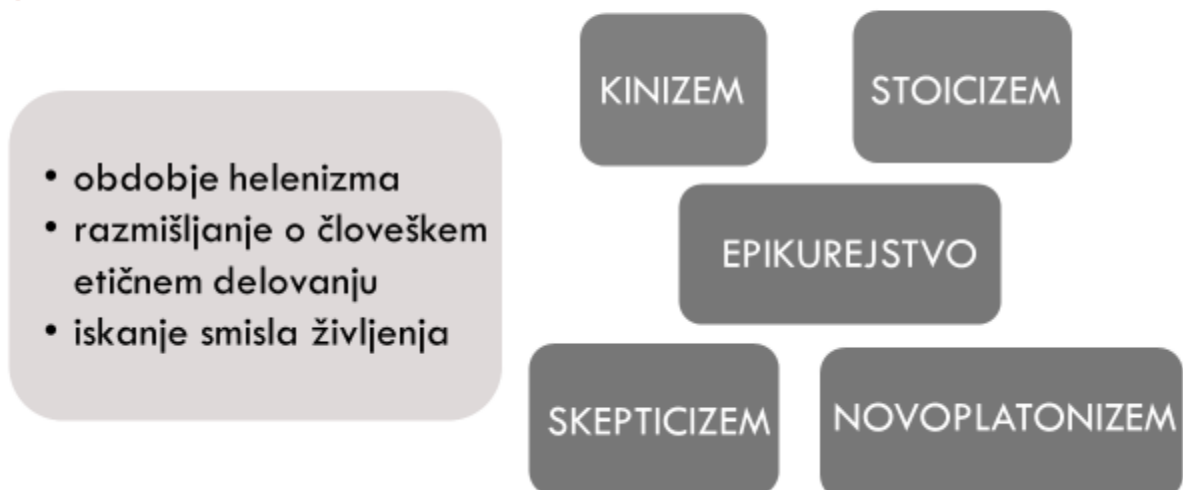 • obdobje helenizma
• razmišljanje o človeškem
etičnem delovanju
• iskanje smisla življenja
KINIZEM
STOICIZEM
EPIKUREJSTVO
SKEPTICIZEM
NOVOPLATONIZEM